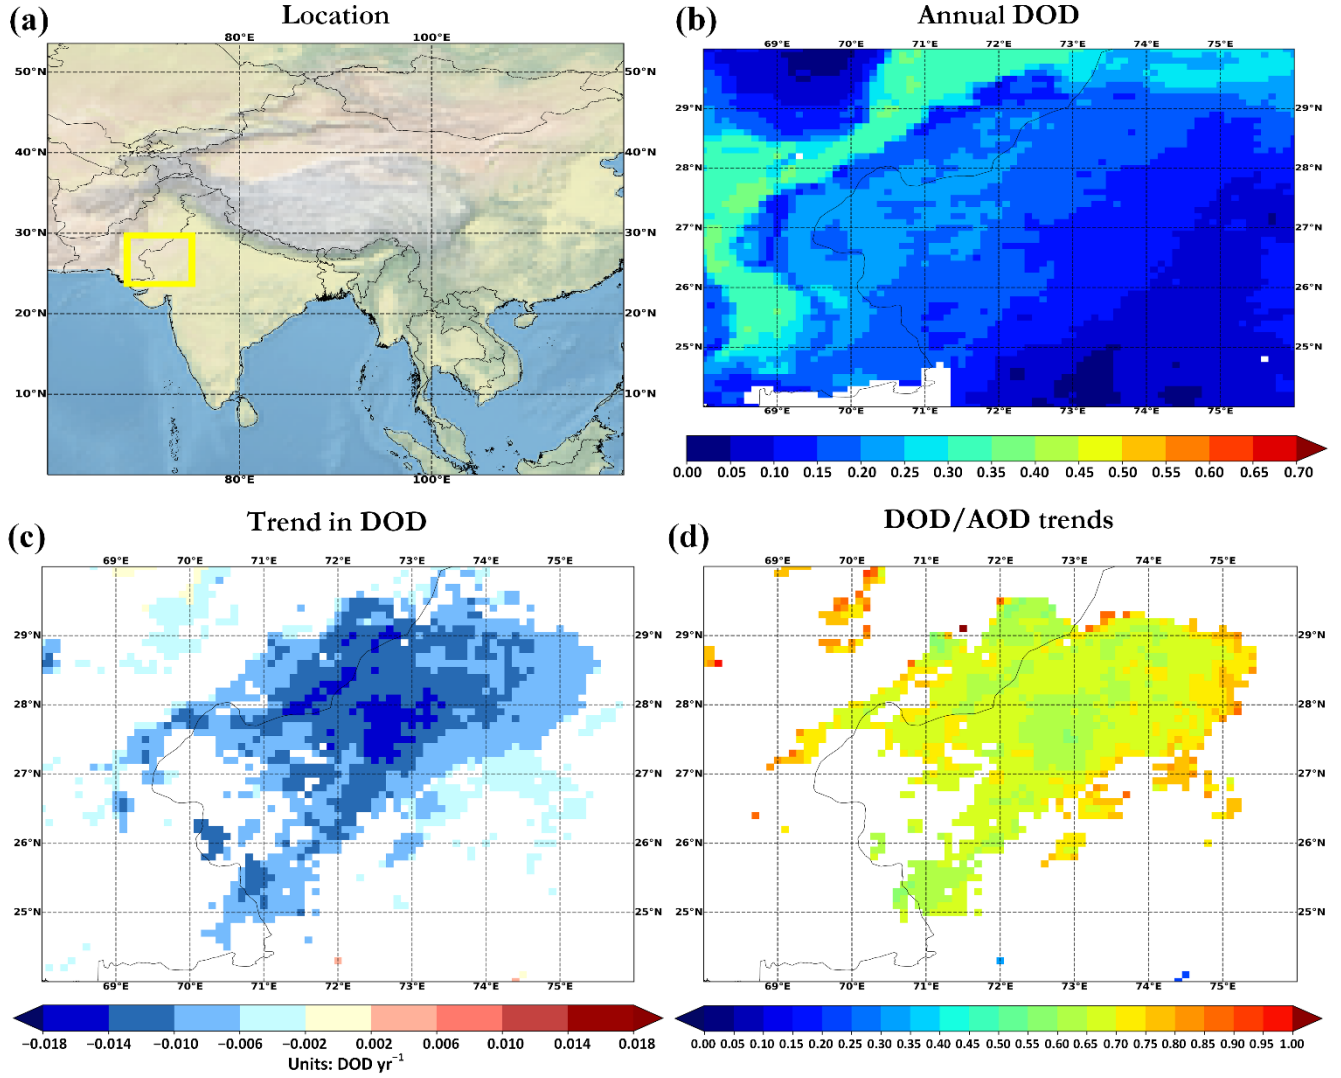 (a) Location
80°E 100°E
50°N 50°N
40°N 40°N
30°N 30°N
20°N 20°N
10°N 10°N
80°E 100°E
(b) Annual DOD
69°E 70°E 71°E 72°E 73°E 74°E 75°E
29°N 29°N
28°N 28°N
27°N 27°N
26°N 26°N
25°N 25°N
69°E 70°E 71°E 72°E 73°E 74°E 75°E
0.00 0.05 0.10 0.15 0.20 0.25 0.30 0.35 0.40 0.45 0.50 0.55 0.60 0.65 0.70
(c) Trend in DOD
69°E 70°E 71°E 72°E 73°E 74°E 75°E
29°N 29°N
28°N 28°N
27°N 27°N
26°N 26°N
25°N 25°N
69°E 70°E 71°E 72°E 73°E 74°E 75°E
−0.018 −0.014 −0.010 −0.006 −0.002 0.002 0.006 0.010 0.014 0.018
Units: DOD yr⁻¹
(d) DOD/AOD trends
69°E 70°E 71°E 72°E 73°E 74°E 75°E
29°N 29°N
28°N 28°N
27°N 27°N
26°N 26°N
25°N 25°N
69°E 70°E 71°E 72°E 73°E 74°E 75°E
0.00 0.05 0.10 0.15 0.20 0.25 0.30 0.35 0.40 0.45 0.50 0.55 0.60 0.65 0.70 0.75 0.80 0.85 0.90 0.95 1.00